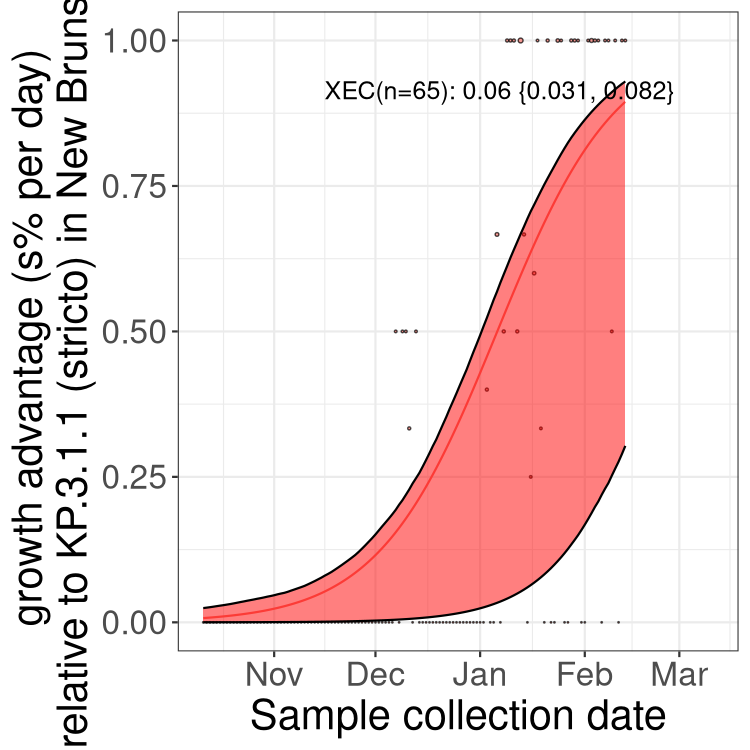 growth advantage (s% per day)
relative to KP.3.1.1 (stricto) in New Bruns
1.00
0.75
0.50
0.25
0.00
XEC(n=65): 0.06 {0.031, 0.082}
Nov Dec Jan Feb Mar
Sample collection date